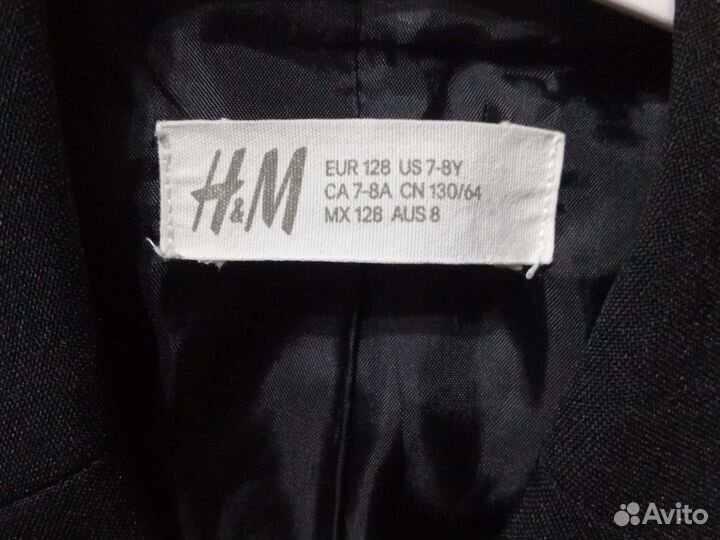 H&M
EUR 128 US 7-8Y
CA 7-8A CN 130/64
MX 128 AUS 8
Avito